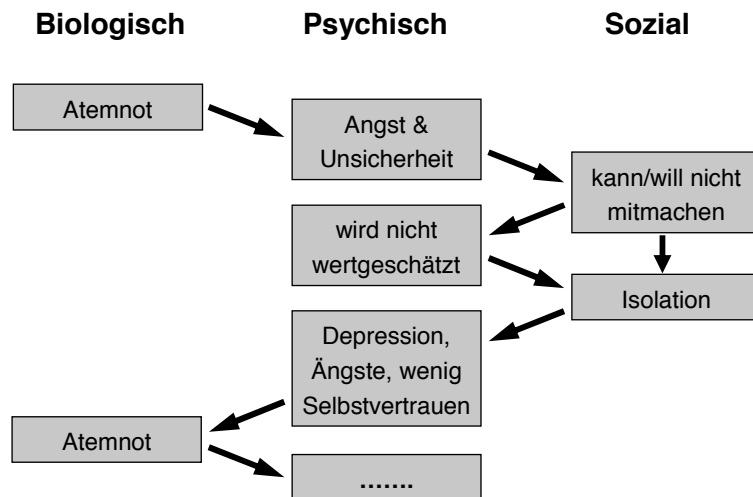 Biologisch Psychisch Sozial
Atemnot
Angst &
Unsicherheit
kann/will nicht
mitmachen
wird nicht
wertgeschätzt
Isolation
Depression,
Ängste, wenig
Selbstvertrauen
Atemnot
.......